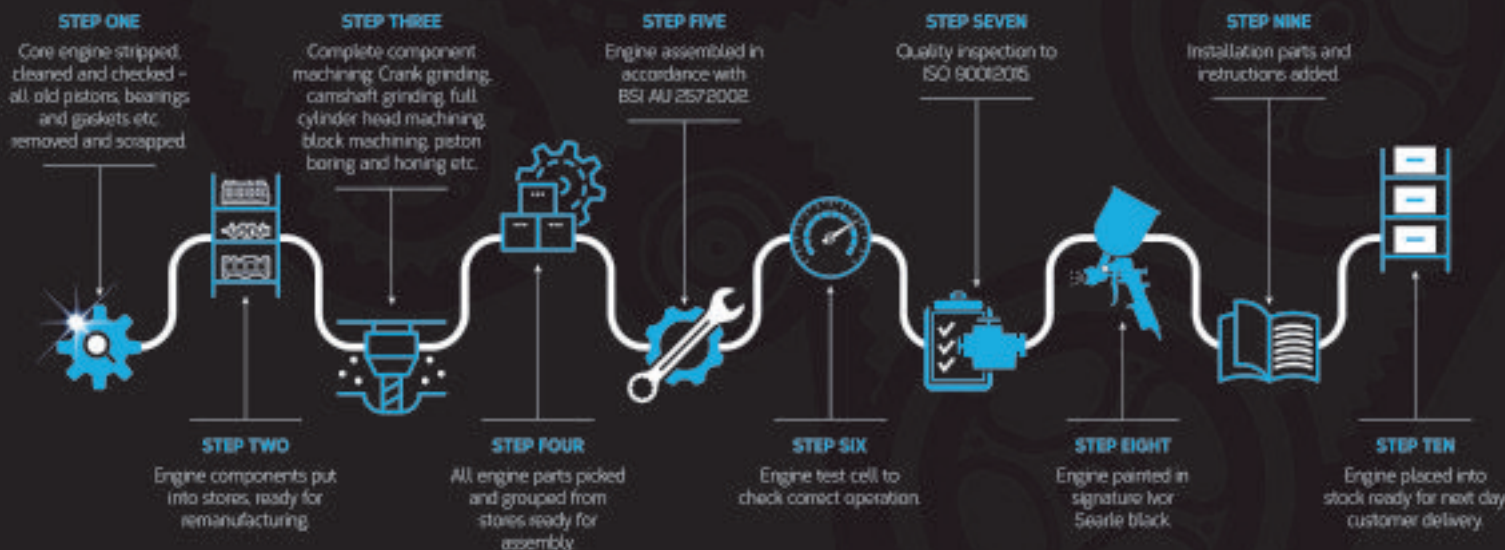 STEP ONE
Core engine stripped,
cleaned and checked –
all old pistons, bearings
and gaskets etc.
removed and scrapped.
STEP TWO
Engine components put
into stores, ready for
remanufacturing.
STEP THREE
Complete component
machining. Crank grinding,
camshaft grinding, full
cylinder head machining,
block machining, piston
boring and honing etc.
STEP FOUR
All engine parts picked
and grouped from
stores ready for
assembly.
STEP FIVE
Engine assembled in
accordance with
BSI AU 257:2002.
STEP SIX
Engine test cell to
check correct operation.
STEP SEVEN
Quality inspection to
ISO 9001:2015.
STEP EIGHT
Engine painted in
signature Ivor
Searle black.
STEP NINE
Installation parts and
instructions added.
STEP TEN
Engine placed into
stock ready for next day
customer delivery.